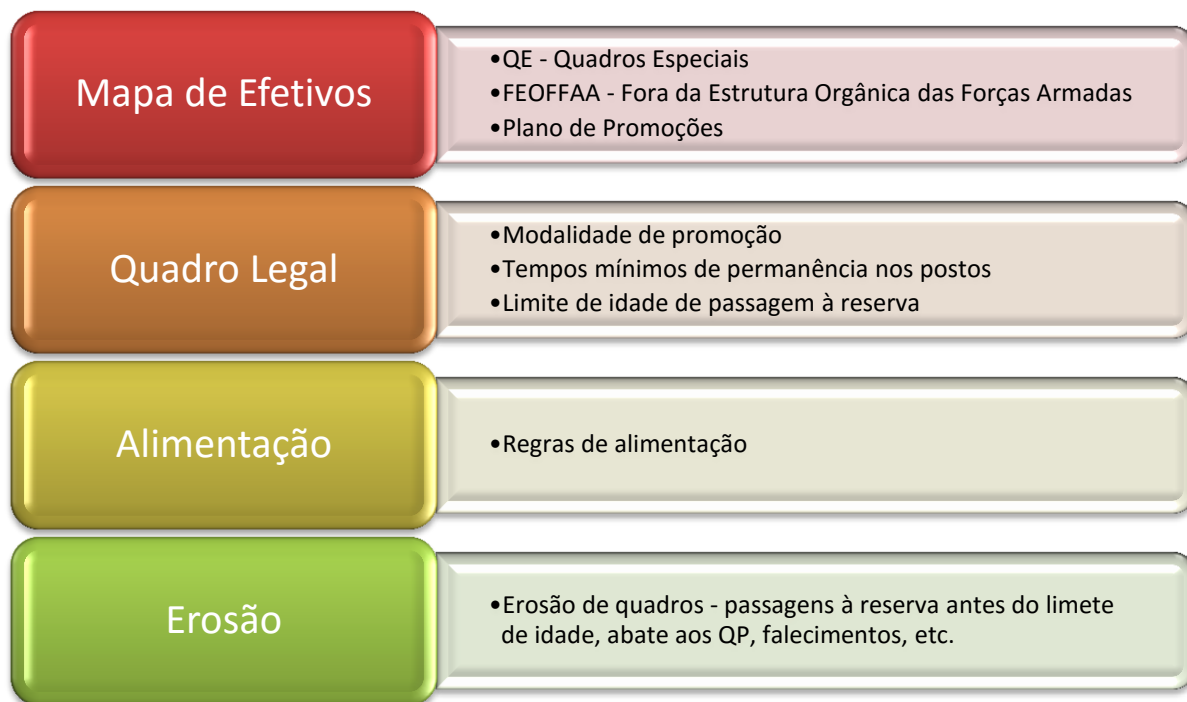 Mapa de Efetivos
•QE - Quadros Especiais
•FEOFFAA - Fora da Estrutura Orgânica das Forças Armadas
•Plano de Promoções
Quadro Legal
•Modalidade de promoção
•Tempos mínimos de permanência nos postos
•Limite de idade de passagem à reserva
Alimentação
•Regras de alimentação
Erosão
•Erosão de quadros - passagens à reserva antes do limete
de idade, abate aos QP, falecimentos, etc.